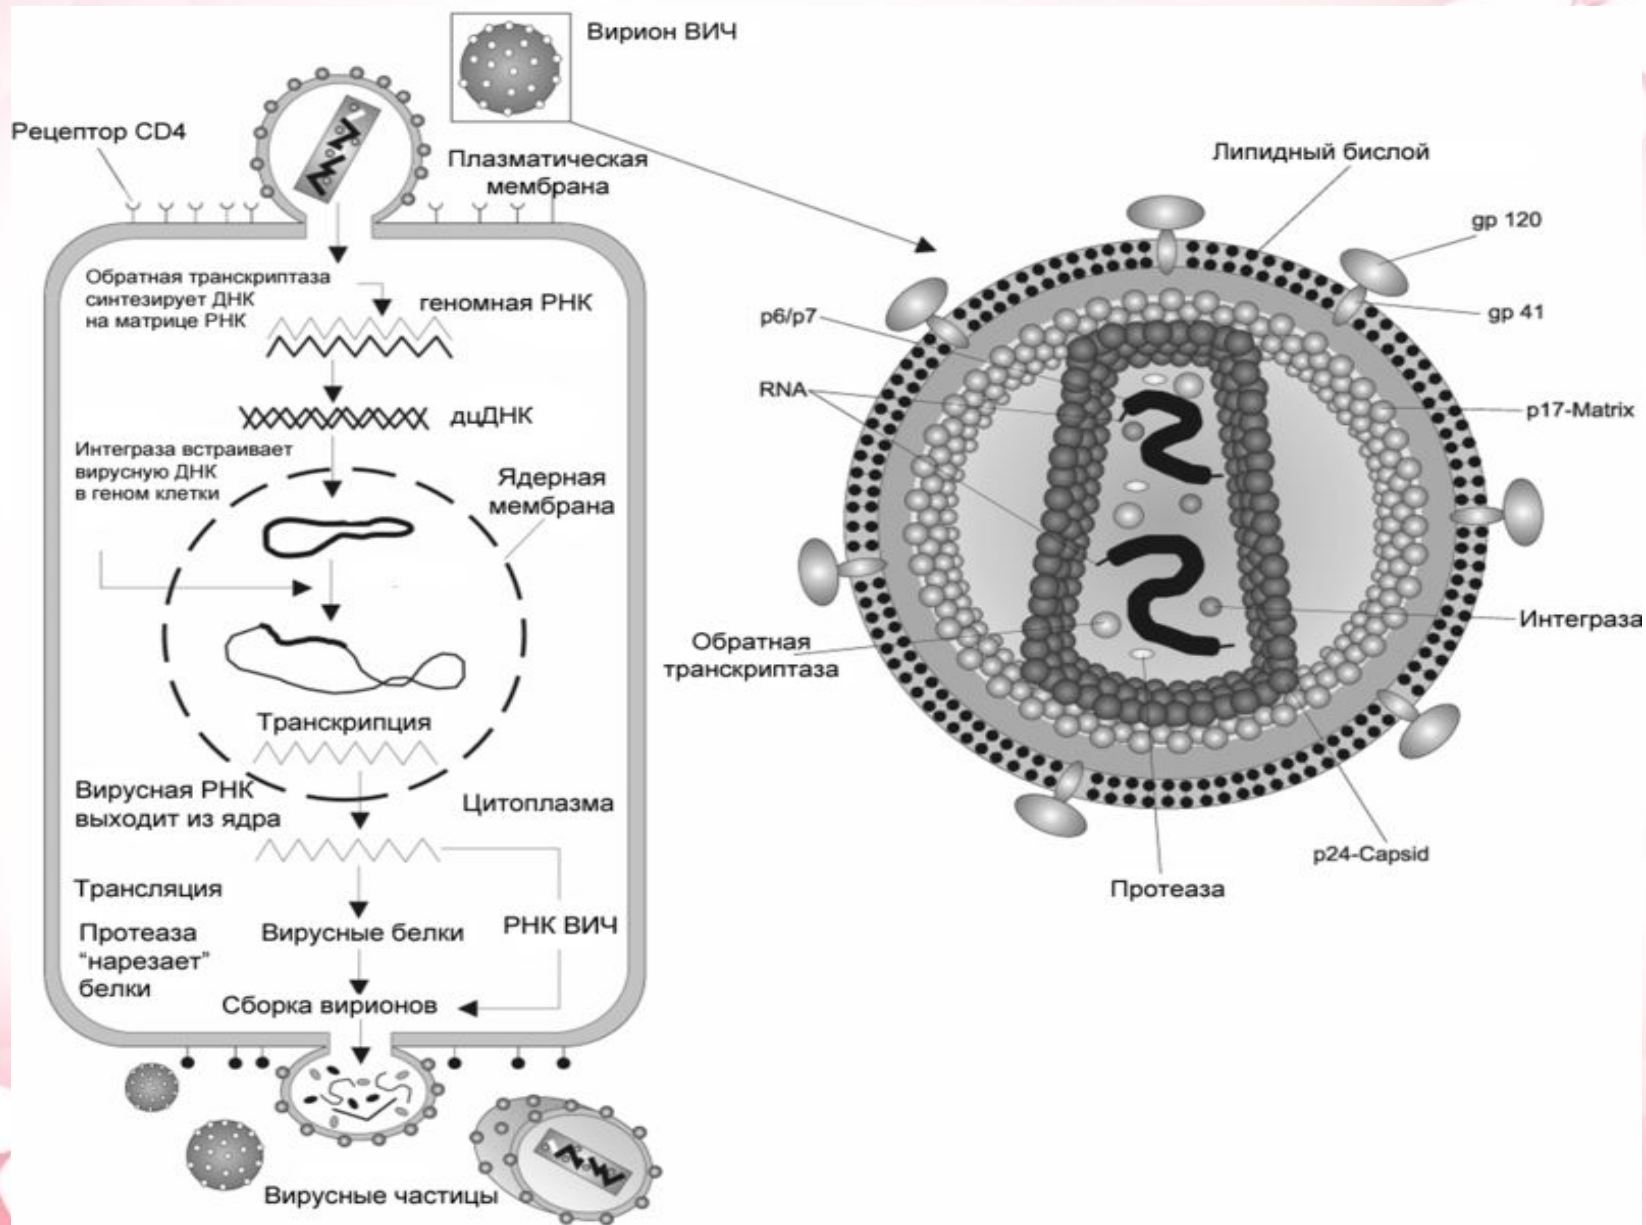 Вирион ВИЧ
Рецептор CD4
Плазматическая
мембрана
Обратная транскриптаза
синтезирует ДНК
на матрице РНК
геномная РНК
дцДНК
Интеграза встраивает
вирусную ДНК
в геном клетки
Ядерная
мембрана
Транскрипция
Вирусная РНК
выходит из ядра
Цитоплазма
Трансляция
Протеаза
“нарезает”
белки
Вирусные белки
РНК ВИЧ
Сборка вирионов
Вирусные частицы
Липидный бислой
gp 120
gp 41
p6/p7
RNA
p17-Matrix
Обратная
транскриптаза
Интеграза
p24-Capsid
Протеаза